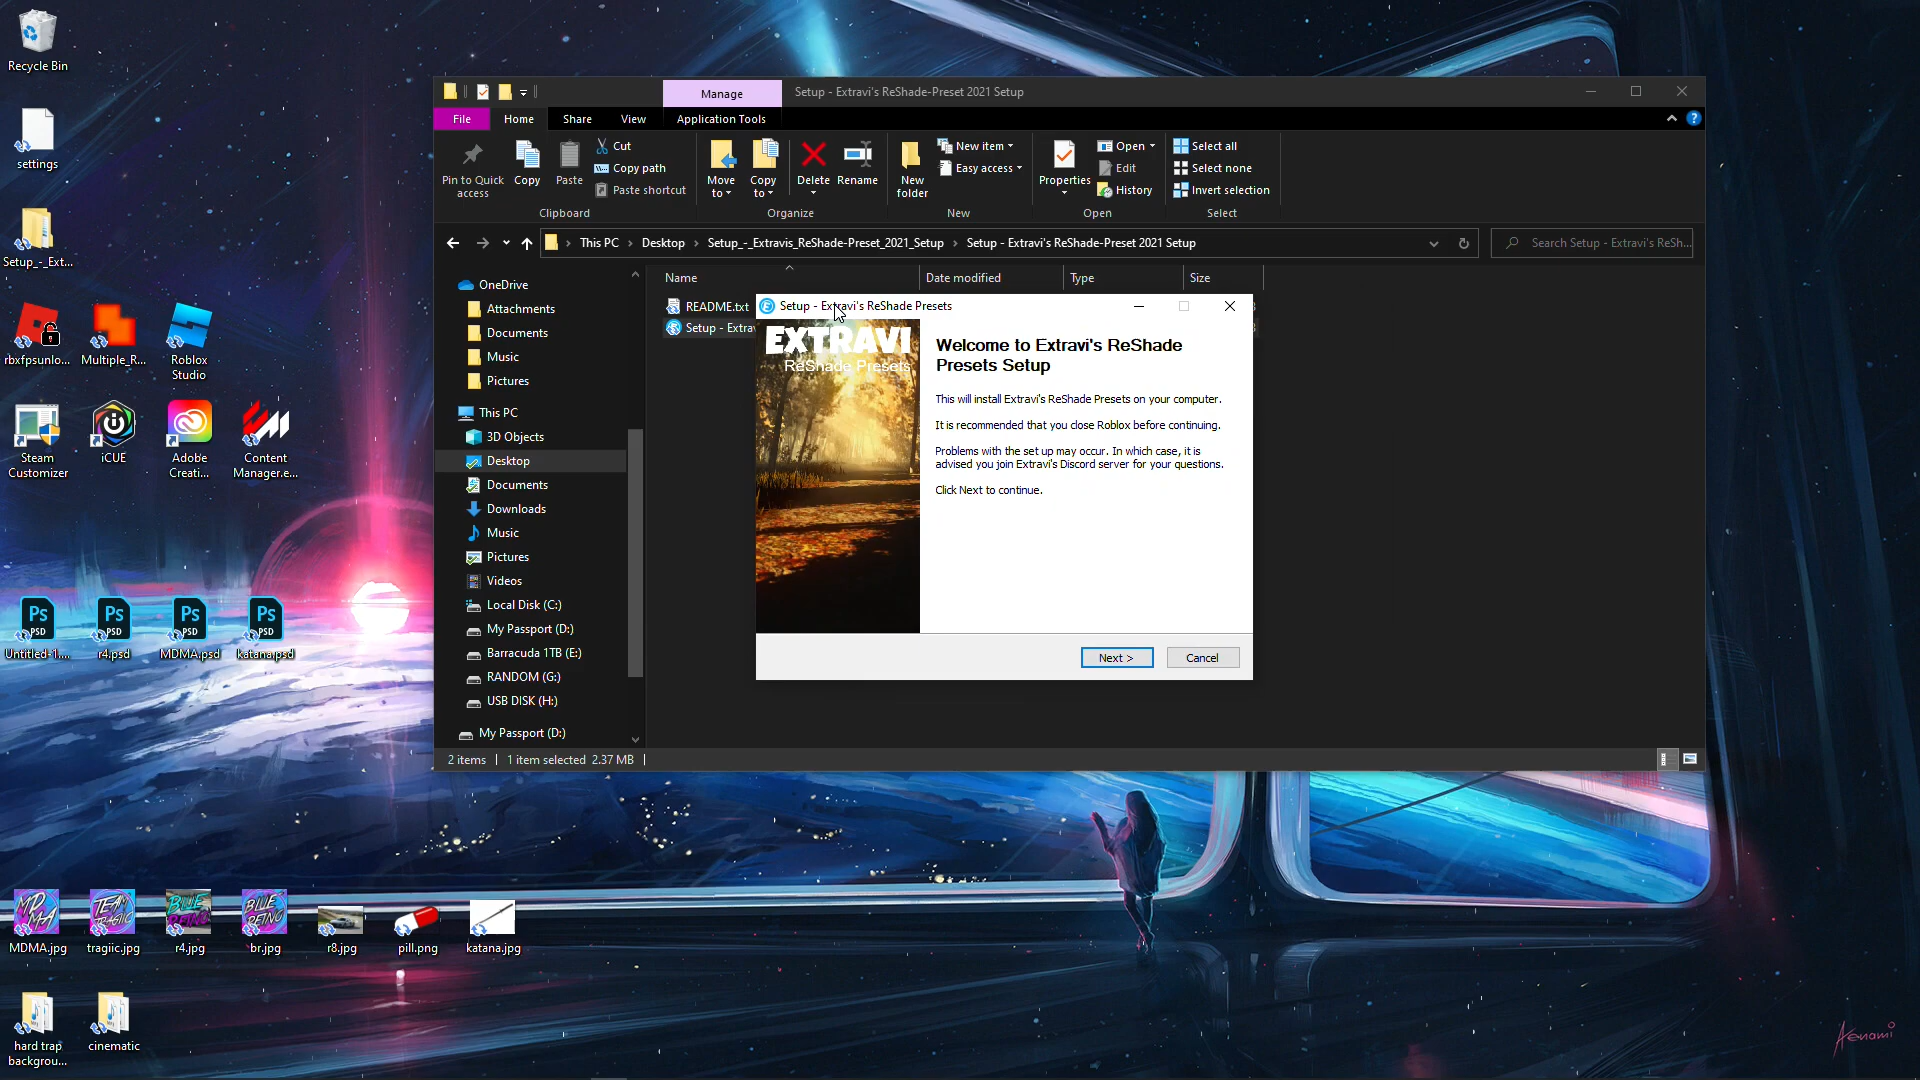 Recycle Bin
settings
Setup_-_Ext...
rbxfpsunlo...
Multiple_R...
Roblox
Studio
Steam
Customizer
iCUE
Adobe
Creati...
Content
Manager.e...
Untitled-1....
r4.psd
MDMA.psd
katana.psd
MDMA.jpg
tragiic.jpg
r4.jpg
br.jpg
r8.jpg
pill.png
katana.jpg
hard trap
backgrou...
cinematic
Manage
Setup - Extravi's ReShade-Preset 2021 Setup
File
Home
Share
View
Application Tools
Pin to Quick
access
Copy
Paste
Cut
Copy path
Paste shortcut
Clipboard
Move
to
Copy
to
Delete
Rename
Organize
New
folder
New item
Easy access
New
Properties
Open
Edit
History
Open
Select all
Select none
Invert selection
Select
This PC
Desktop
Setup_-_Extravis_ReShade-Preset_2021_Setup
Setup - Extravi's ReShade-Preset 2021 Setup
Search Setup - Extravi's ReSh...
OneDrive
Attachments
Documents
Music
Pictures
This PC
3D Objects
Desktop
Documents
Downloads
Music
Pictures
Videos
Local Disk (C:)
My Passport (D:)
Barracuda 1TB (E:)
RANDOM (G:)
USB DISK (H:)
My Passport (D:)
Name
Date modified
Type
Size
README.txt
Setup - Extrav
2 items
1 item selected 2.37 MB
Setup - Extravi's ReShade Presets
EXTRAVI
ReShade Presets
Welcome to Extravi's ReShade
Presets Setup
This will install Extravi's ReShade Presets on your computer.
It is recommended that you close Roblox before continuing.
Problems with the set up may occur. In which case, it is
advised you join Extravi's Discord server for your questions.
Click Next to continue.
Next >
Cancel